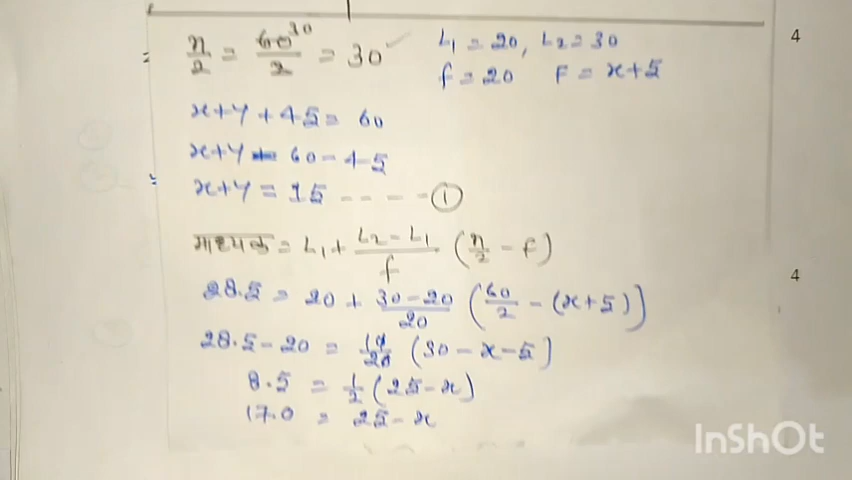 = n/2 = 60³⁰/2 = 30 ✓ L₁ = 20, L₂ = 30
f = 20 F = x+5
x+y+45 = 60
x+y = 60-45
x+y = 15 ----- ①
माध्यक = L₁ + (L₂ - L₁)/f (n/2 - F)
28.5 = 20 + (30-20)/20 (60/2 - (x+5))
28.5-20 = 10/20 (30-x-5)
8.5 = 1/2 (25-x)
17.0 = 25-x
4
4
InShOt